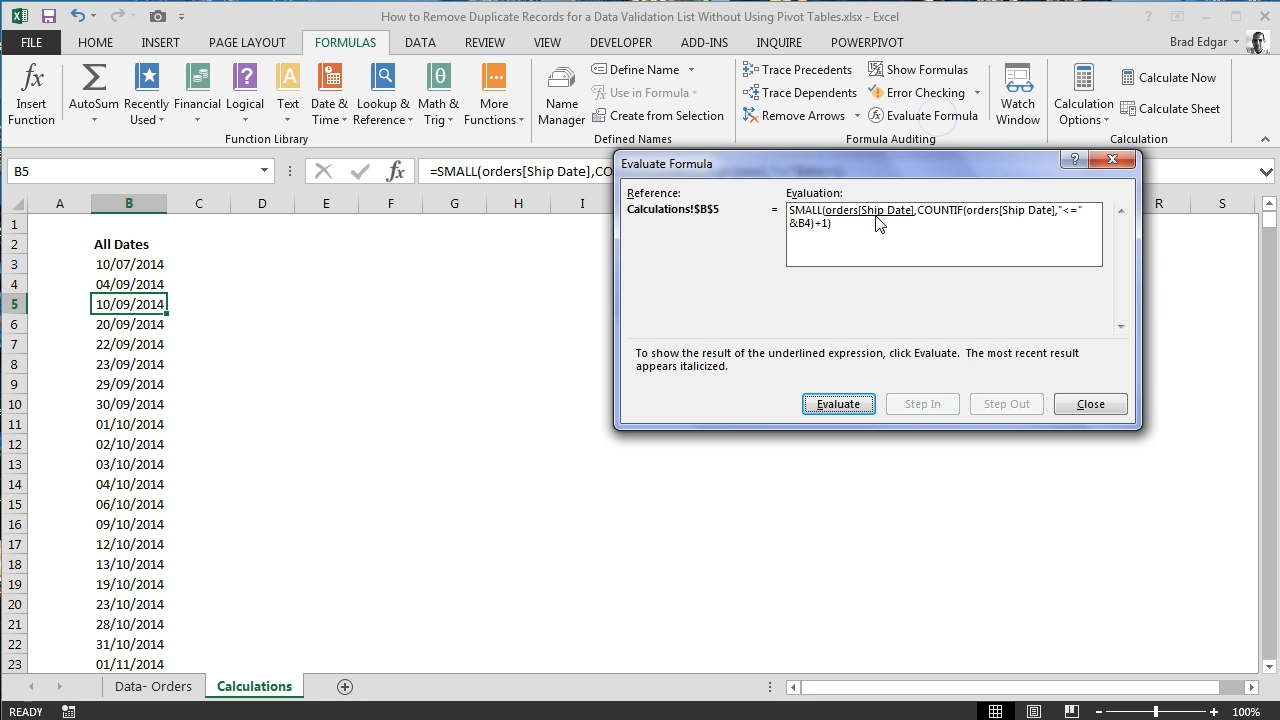 How to Remove Duplicate Records for a Data Validation List Without Using Pivot Tables.xlsx - Excel
FILE HOME INSERT PAGE LAYOUT FORMULAS DATA REVIEW VIEW DEVELOPER ADD-INS INQUIRE POWERPIVOT Brad Edgar
Insert Function
AutoSum
Recently Used
Financial
Logical
Text
Date & Time
Lookup & Reference
Math & Trig
More Functions
Function Library
Name Manager
Define Name
Use in Formula
Create from Selection
Defined Names
Trace Precedents
Trace Dependents
Remove Arrows
Show Formulas
Error Checking
Evaluate Formula
Formula Auditing
Watch Window
Calculation Options
Calculate Now
Calculate Sheet
Calculation
B5
fx
=SMALL(orders[Ship Date],CO
A B C D E F G H I R S
1
2 All Dates
3 10/07/2014
4 04/09/2014
5 10/09/2014
6 20/09/2014
7 22/09/2014
8 23/09/2014
9 29/09/2014
10 30/09/2014
11 01/10/2014
12 02/10/2014
13 03/10/2014
14 04/10/2014
15 06/10/2014
16 09/10/2014
17 12/10/2014
18 13/10/2014
19 19/10/2014
20 23/10/2014
21 28/10/2014
22 31/10/2014
23 01/11/2014
Evaluate Formula
Reference: Evaluation:
Calculations!$B$5 = SMALL(orders[Ship Date],COUNTIF(orders[Ship Date],"<="
&B4)+1)
To show the result of the underlined expression, click Evaluate. The most recent result
appears italicized.
Evaluate Step In Step Out Close
Data- Orders Calculations
READY 100%